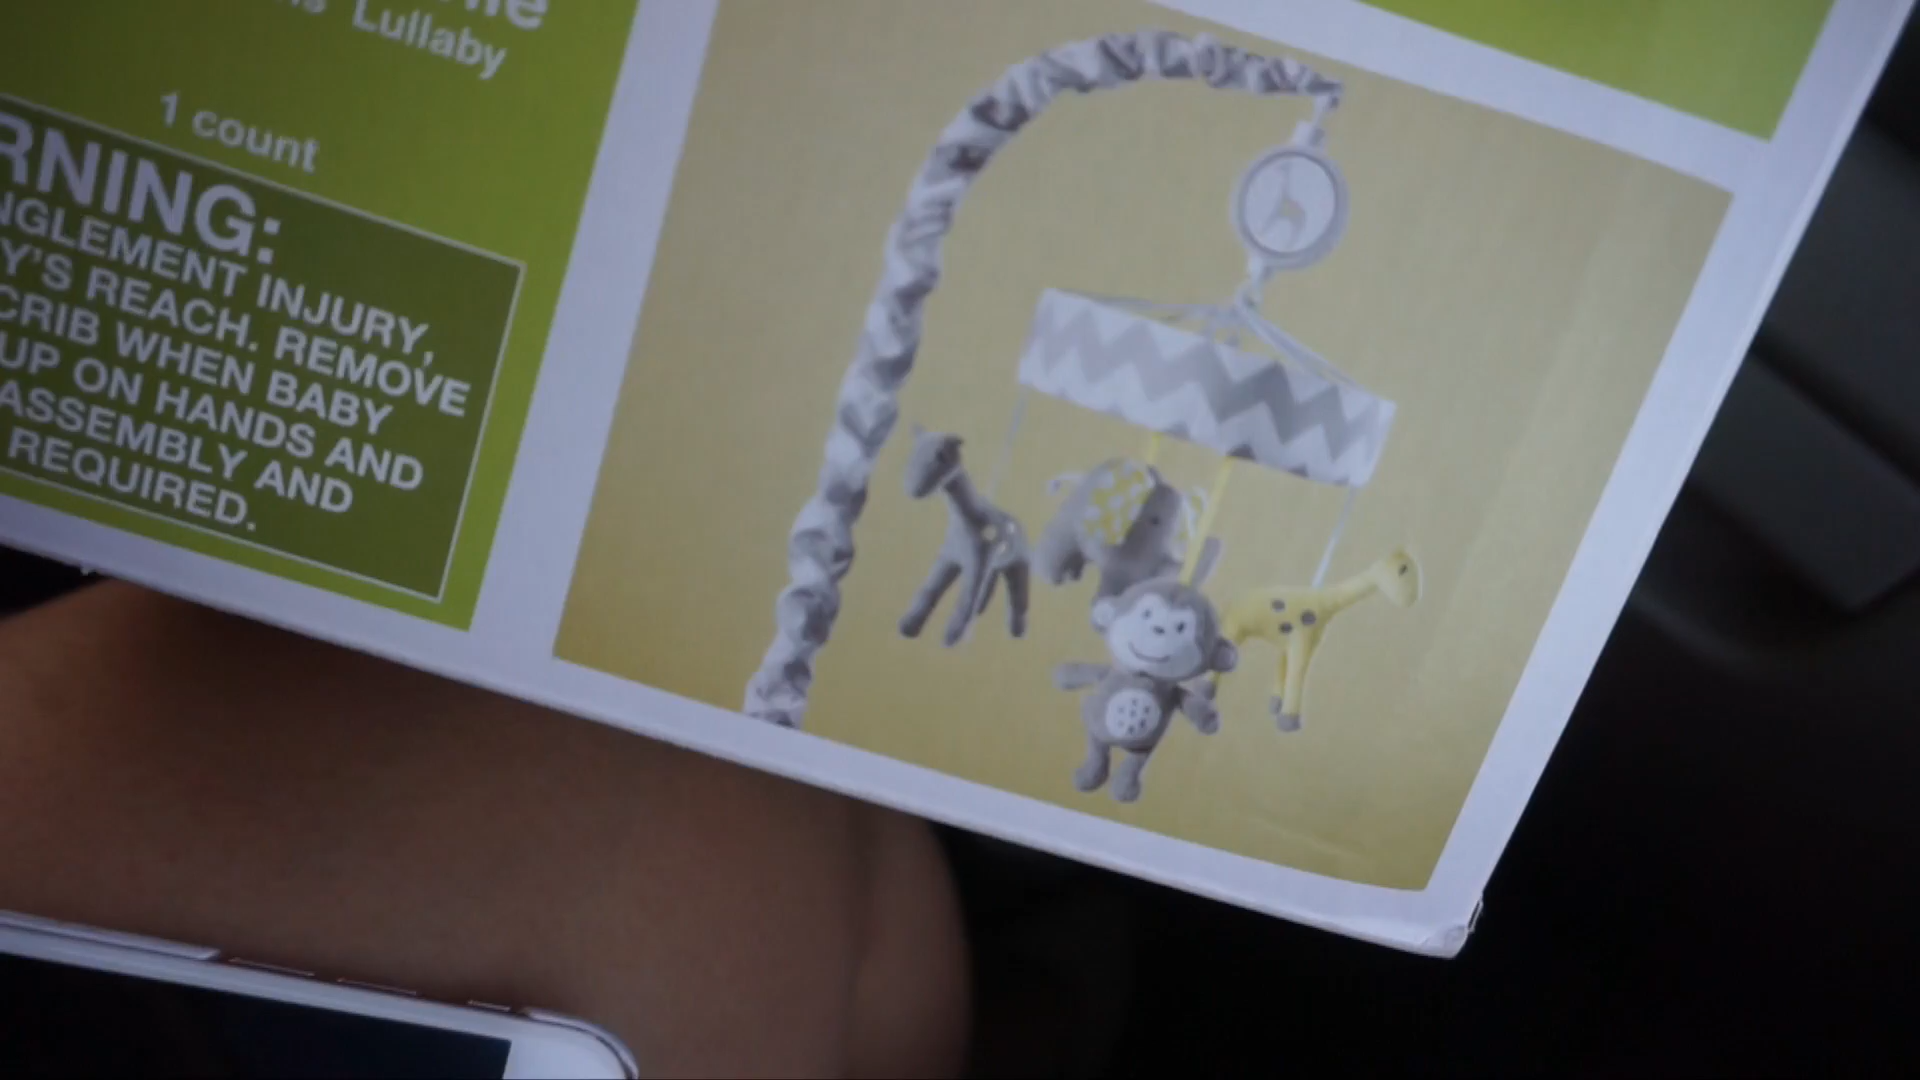 Lullaby
1 count
RNING:
NGLEMENT INJURY,
Y'S REACH. REMOVE
CRIB WHEN BABY
UP ON HANDS AND
ASSEMBLY AND
REQUIRED.